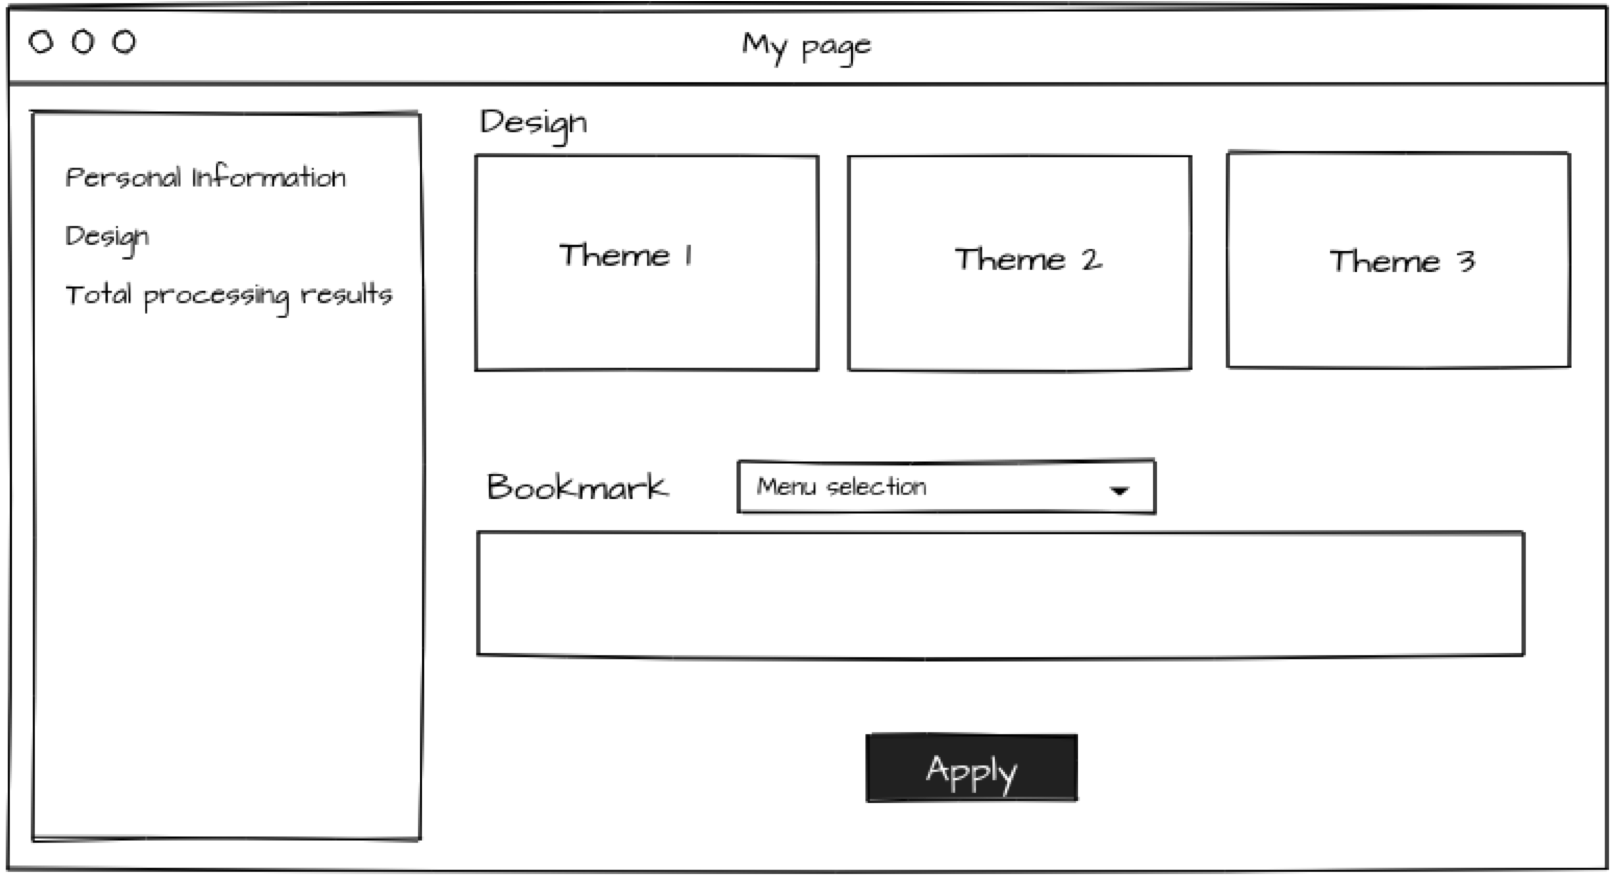 My page
Personal Information
Design
Total processing results
Design
Theme 1
Theme 2
Theme 3
Bookmark
Menu selection
Apply